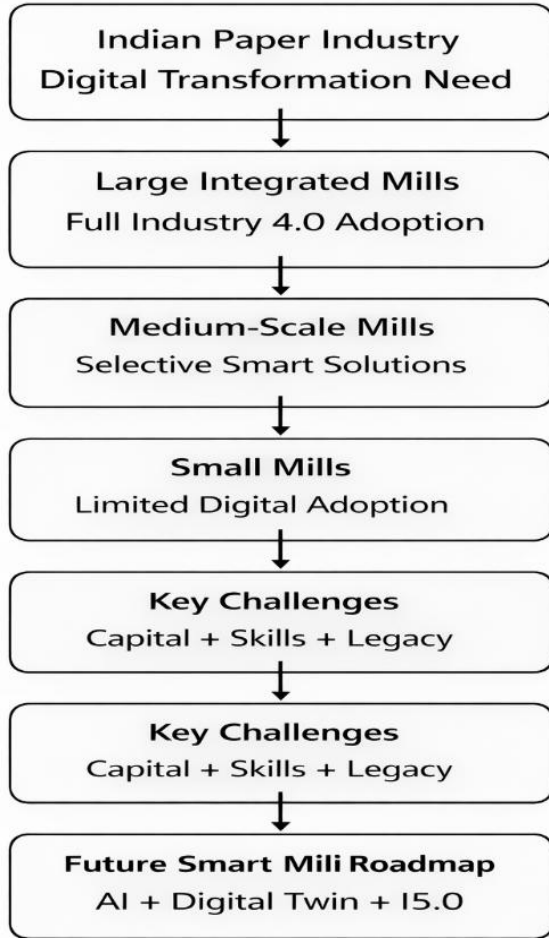 Indian Paper Industry
Digital Transformation Need
Large Integrated Mills
Full Industry 4.0 Adoption
Medium-Scale Mills
Selective Smart Solutions
Small Mills
Limited Digital Adoption
Key Challenges
Capital + Skills + Legacy
Key Challenges
Capital + Skills + Legacy
Future Smart Mili Roadmap
AI + Digital Twin + I5.0